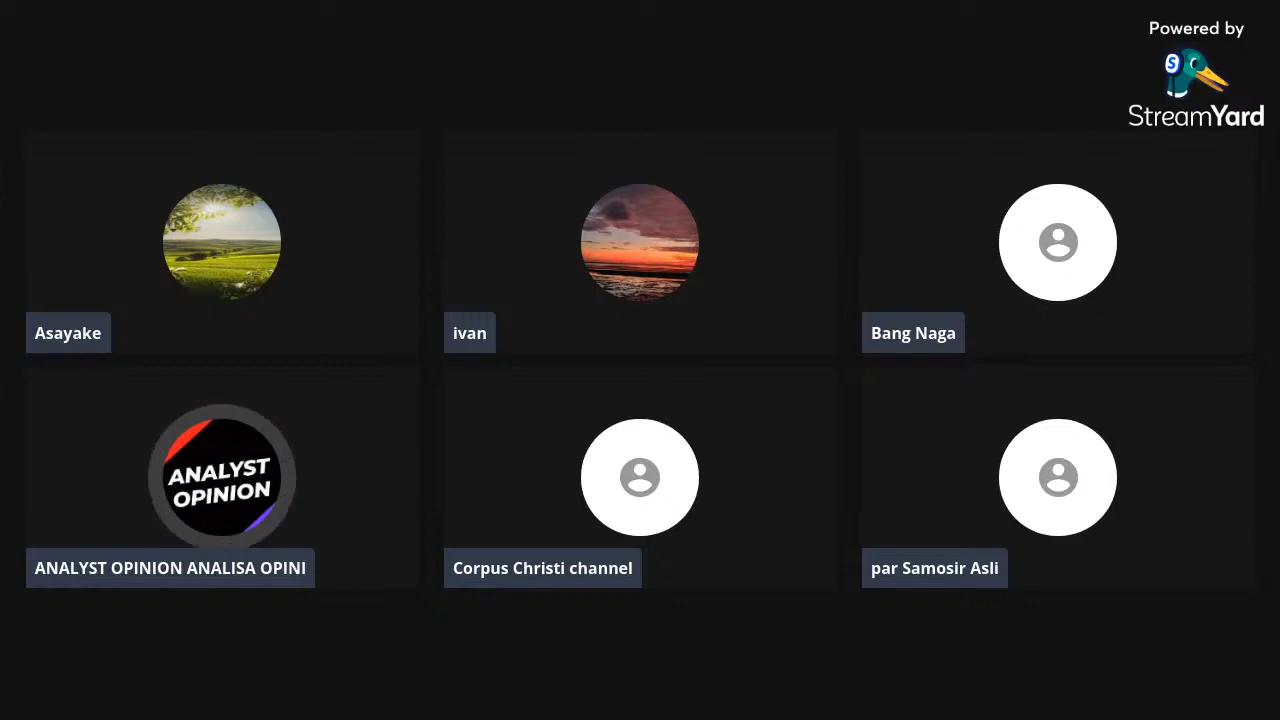 Powered by
S
StreamYard
Asayake
ivan
Bang Naga
ANALYST
OPINION
ANALYST OPINION ANALISA OPINI
Corpus Christi channel
par Samosir Asli